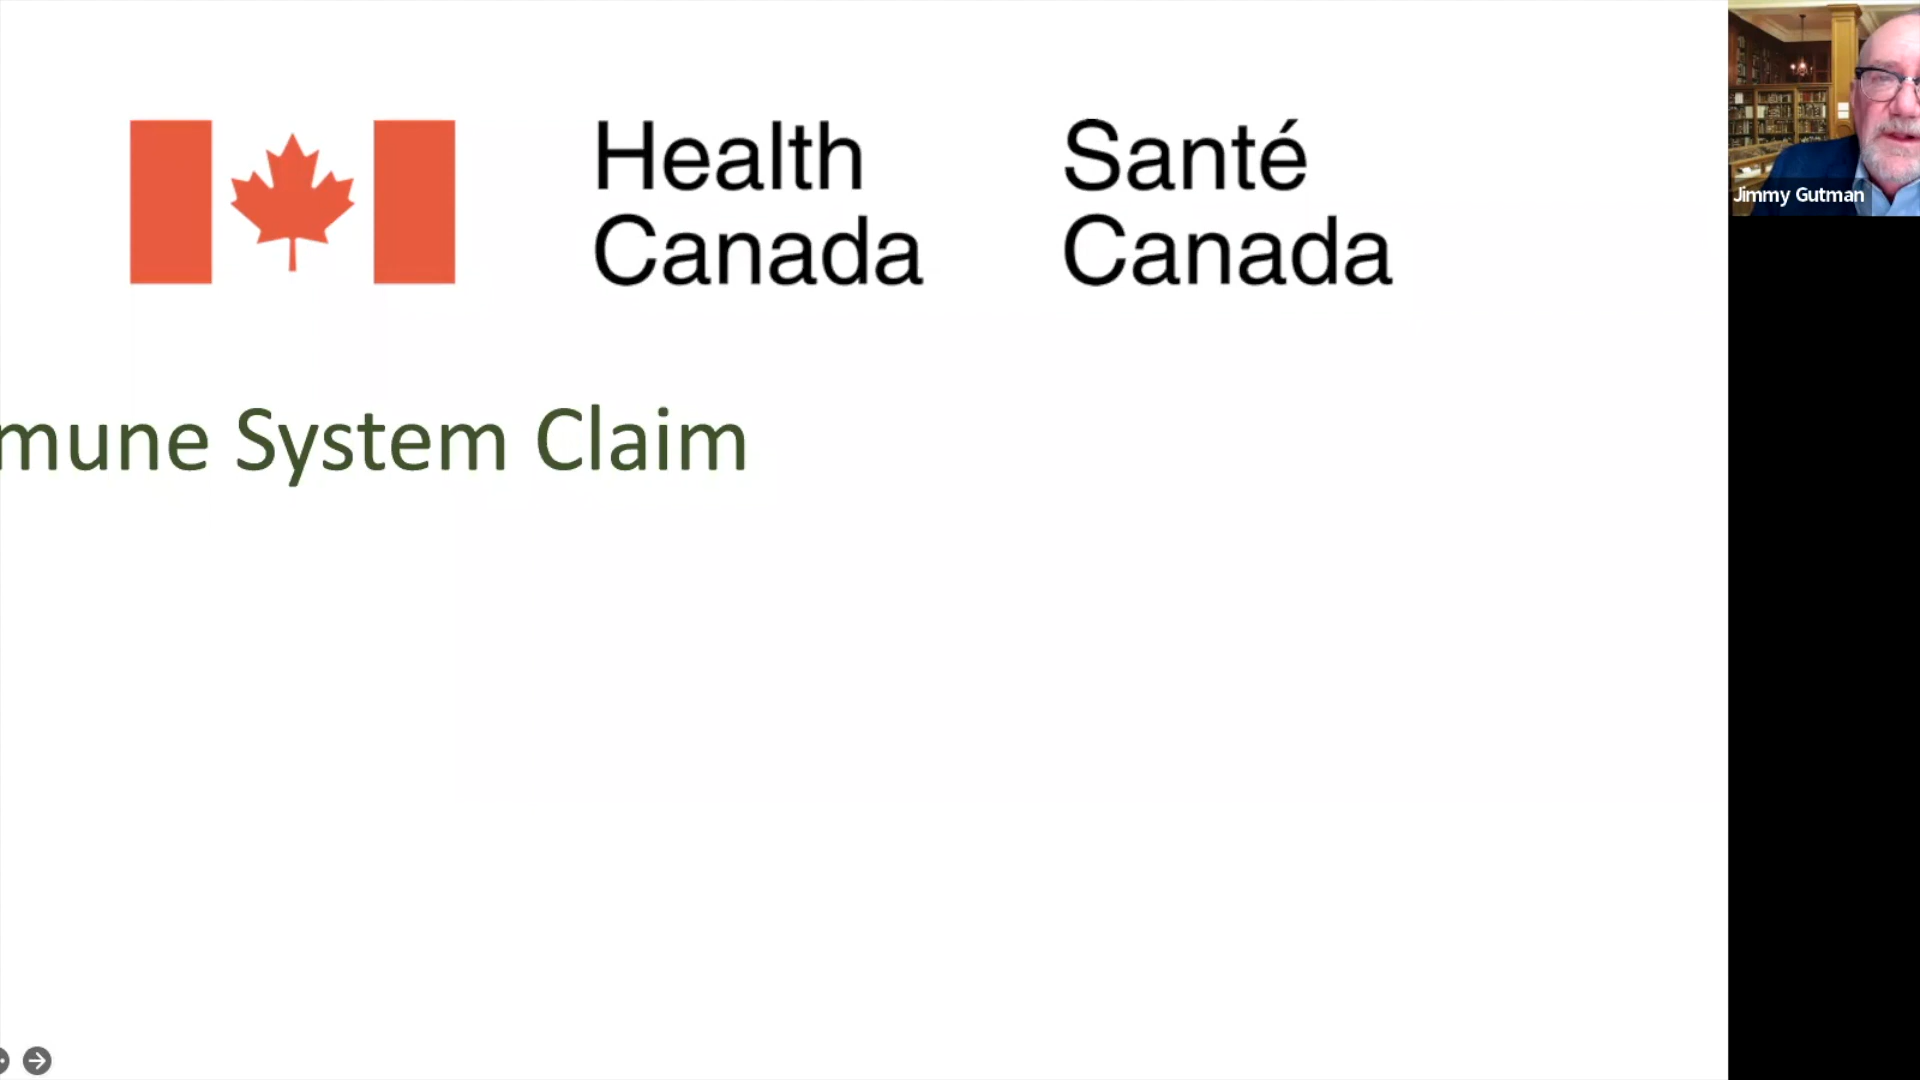 Health Canada
Santé Canada
mune System Claim
Jimmy Gutman